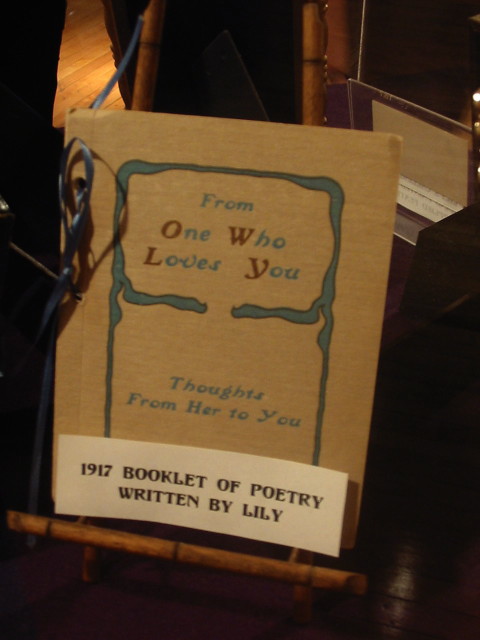 From
One Who
Loves You
Thoughts
From Her to You
1917 BOOKLET OF POETRY
WRITTEN BY LILY